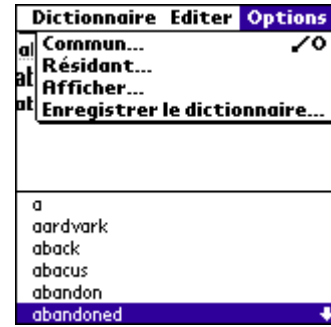 Dictionnaire Editer Options
Commun... ✓O
Résidant...
Afficher...
Enregistrer le dictionnaire...
a
aardvark
aback
abacus
abandon
abandoned